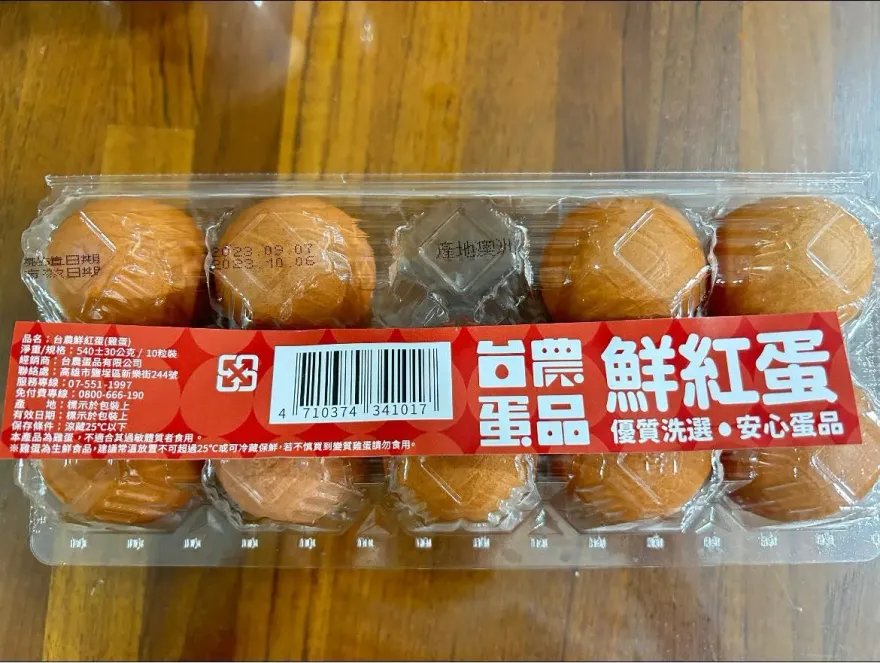 製造日期
有效日期
2023.09.07
2023.10.06
產地澳洲
品名：台農鮮紅蛋(雞蛋)
淨重/規格：540±30公克 / 10粒裝
經銷商：台農蛋品有限公司
聯絡處：高雄市鹽埕區新樂街244號
服務專線：07-551-1997
免付費專線：0800-666-190
產　地：標示於包裝上
有效日期：標示於包裝上
保存條件：涼藏25℃以下
本產品為雞蛋，不適合其過敏體質者食用。
※雞蛋為生鮮食品，建議常溫放置不可超過25℃或可冷藏保鮮，若不慎買到變質雞蛋請勿食用。
4 710374 341017
台農
蛋品
鮮紅蛋
優質洗選•安心蛋品